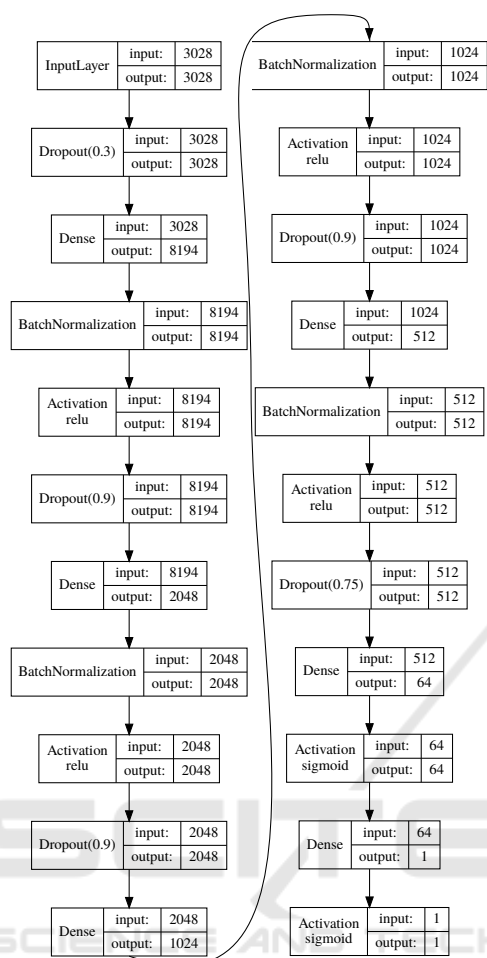 InputLayer input: 3028
output: 3028
Dropout(0.3) input: 3028
output: 3028
Dense input: 3028
output: 8194
BatchNormalization input: 8194
output: 8194
Activation relu input: 8194
output: 8194
Dropout(0.9) input: 8194
output: 8194
Dense input: 8194
output: 2048
BatchNormalization input: 2048
output: 2048
Activation relu input: 2048
output: 2048
Dropout(0.9) input: 2048
output: 2048
Dense input: 2048
output: 1024
BatchNormalization input: 1024
output: 1024
Activation relu input: 1024
output: 1024
Dropout(0.9) input: 1024
output: 1024
Dense input: 1024
output: 512
BatchNormalization input: 512
output: 512
Activation relu input: 512
output: 512
Dropout(0.75) input: 512
output: 512
Dense input: 512
output: 64
Activation sigmoid input: 64
output: 64
Dense input: 64
output: 1
Activation sigmoid input: 1
output: 1
SCITE
SCIENCE AND TECH